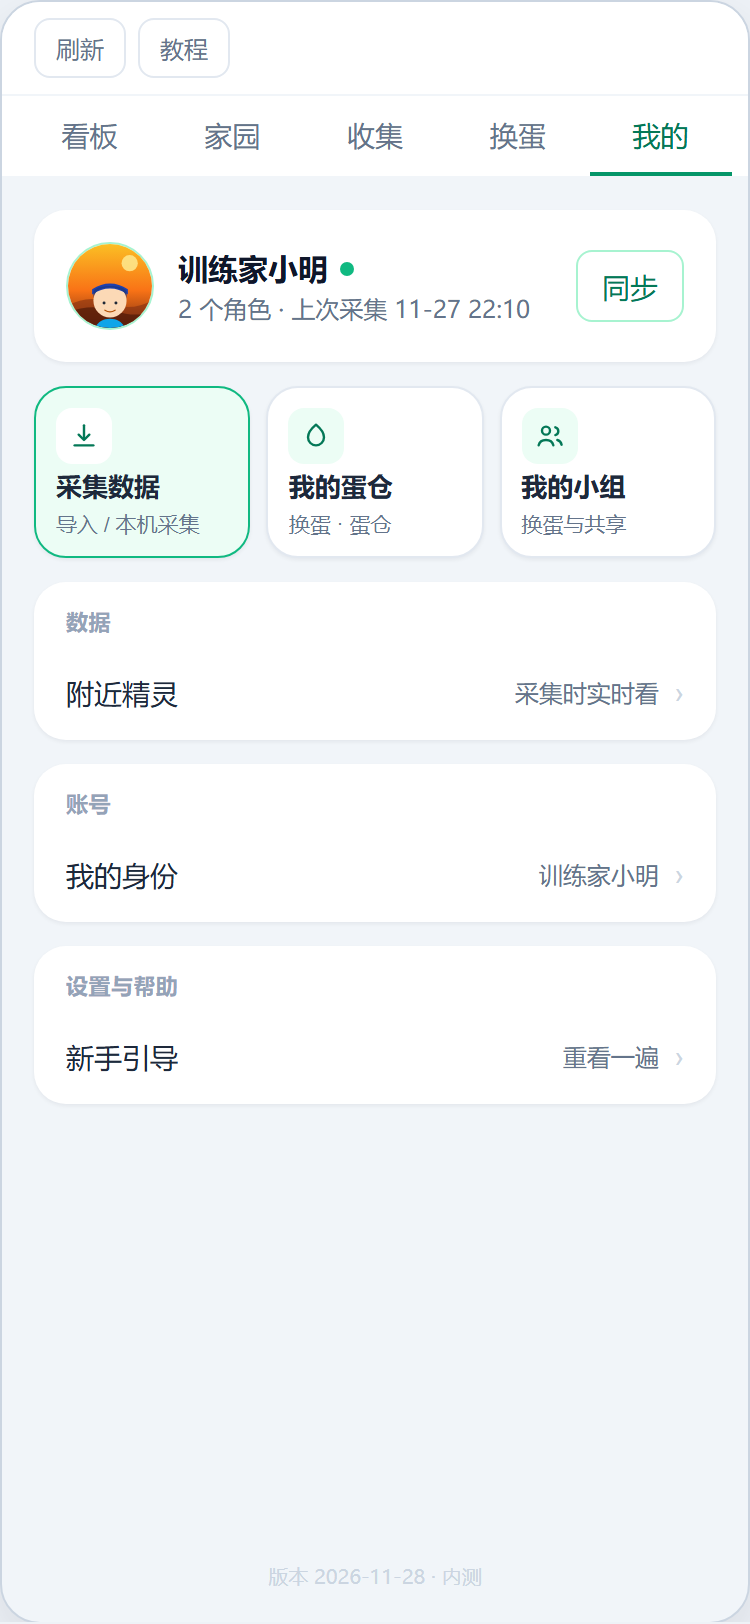 刷新 教程
看板 家园 收集 换蛋 我的
训练家小明
2 个角色 · 上次采集 11-27 22:10
同步
采集数据
导入 / 本机采集
我的蛋仓
换蛋 · 蛋仓
我的小组
换蛋与共享
数据
附近精灵 采集时实时看 ›
账号
我的身份 训练家小明 ›
设置与帮助
新手引导 重看一遍 ›
版本 2026-11-28 · 内测